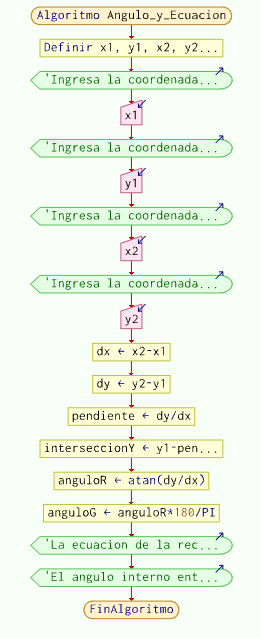 Algoritmo Angulo_y_Ecuacion
Definir x1, y1, x2, y2...
'Ingresa la coordenada...
x1
'Ingresa la coordenada...
y1
'Ingresa la coordenada...
x2
'Ingresa la coordenada...
y2
dx ← x2-x1
dy ← y2-y1
pendiente ← dy/dx
interseccionY ← y1-pen...
anguloR ← atan(dy/dx)
anguloG ← anguloR*180/PI
'La ecuacion de la rec...
'El angulo interno ent...
FinAlgoritmo